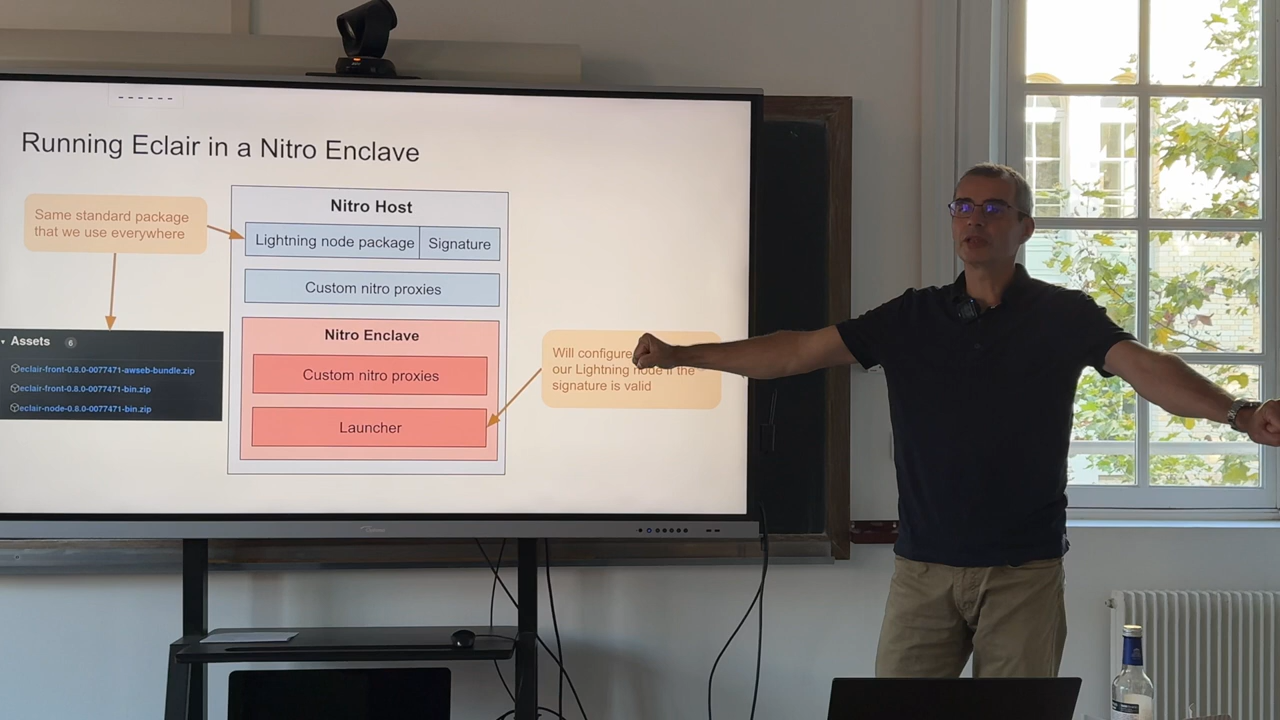 Running Eclair in a Nitro Enclave
Same standard package
that we use everywhere
Nitro Host
Lightning node package
Signature
Custom nitro proxies
Nitro Enclave
Custom nitro proxies
Launcher
Will configure
our Lightning node if the
signature is valid
Assets 6
eclair-front-0.8.0-0077471-awseb-bundle.zip
eclair-front-0.8.0-0077471-bin.zip
eclair-node-0.8.0-0077471-bin.zip